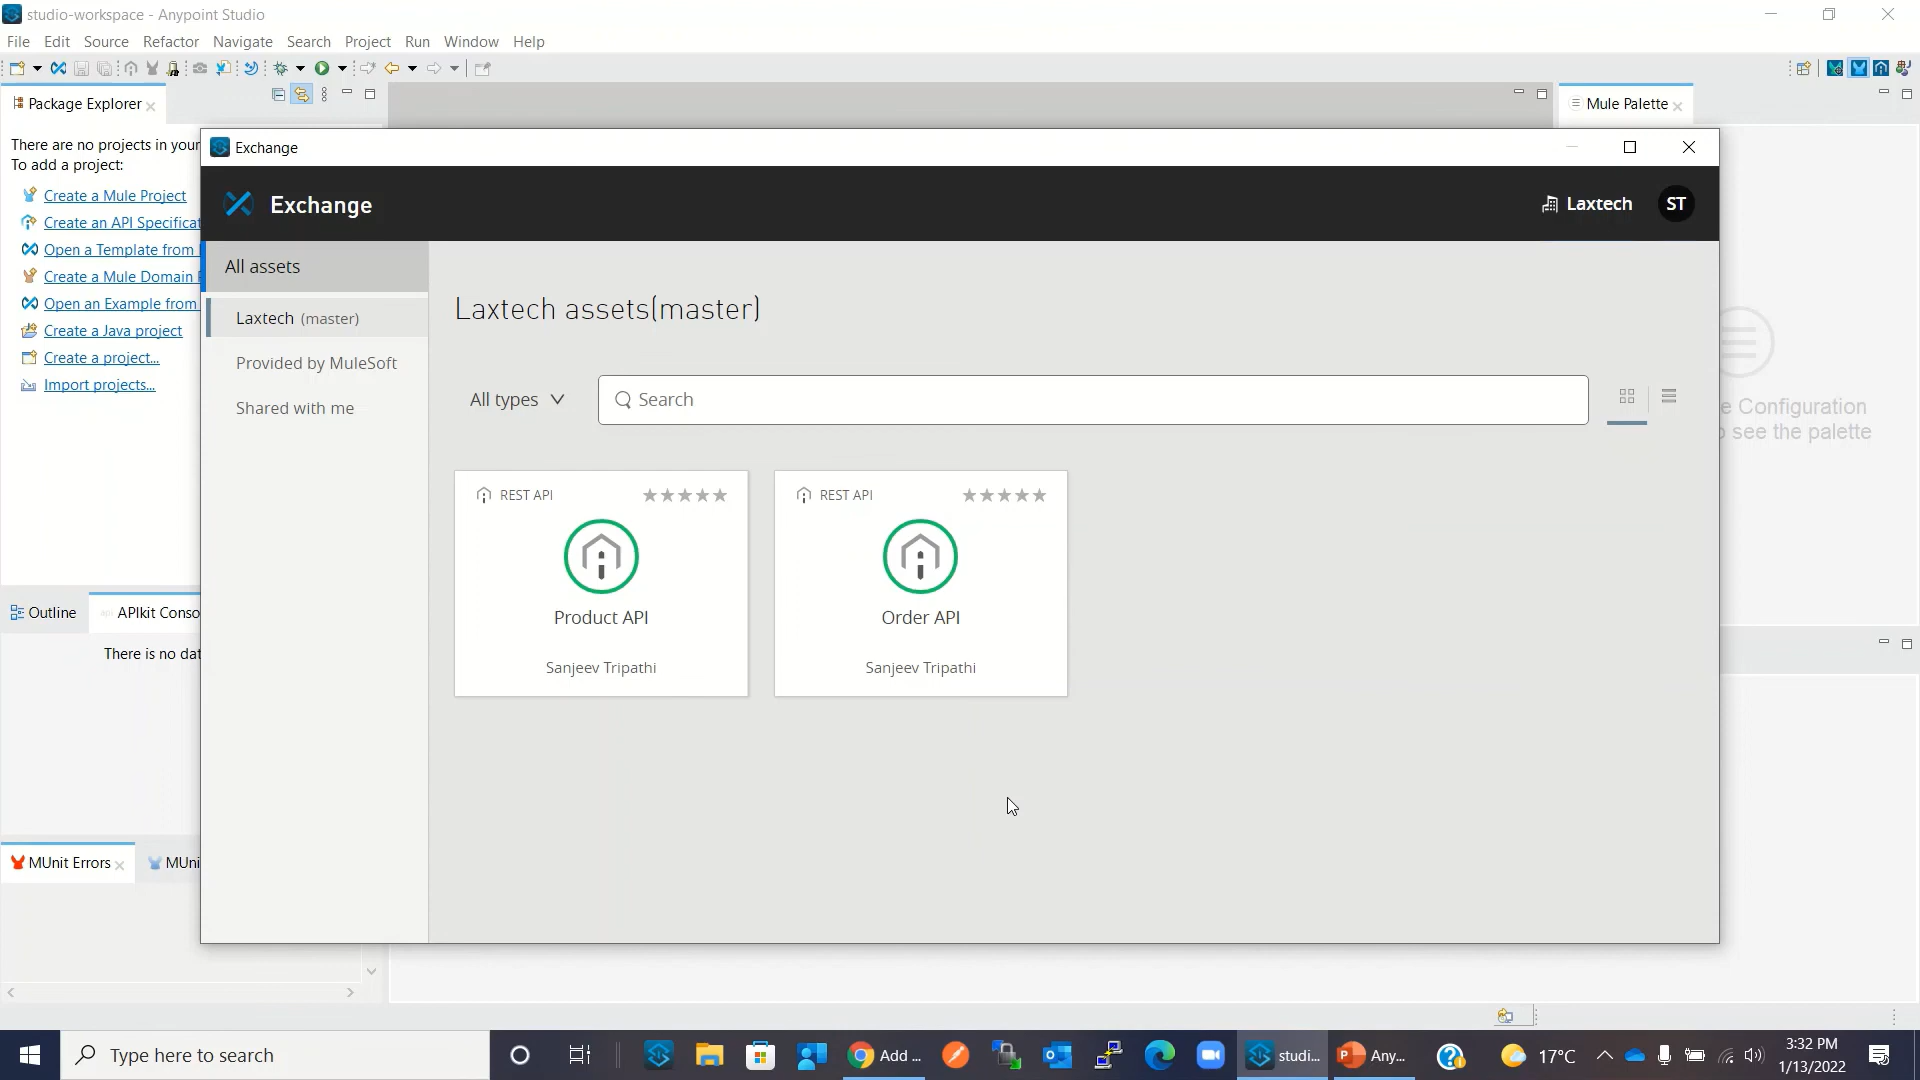 studio-workspace - Anypoint Studio
File Edit Source Refactor Navigate Search Project Run Window Help
Package Explorer
Mule Palette
There are no projects in your
To add a project:
Create a Mule Project
Create an API Specificat
Open a Template from
Create a Mule Domain
Open an Example from
Create a Java project
Create a project...
Import projects...
Exchange
Exchange
Laxtech
ST
All assets
Laxtech (master)
Provided by MuleSoft
Shared with me
Laxtech assets(master)
All types
Search
REST API
Product API
Sanjeev Tripathi
REST API
Order API
Sanjeev Tripathi
e Configuration
see the palette
Outline
APIkit Conso
There is no dat
MUnit Errors
MUni
Type here to search
Add ...
studi...
Any...
17°C
3:32 PM
1/13/2022